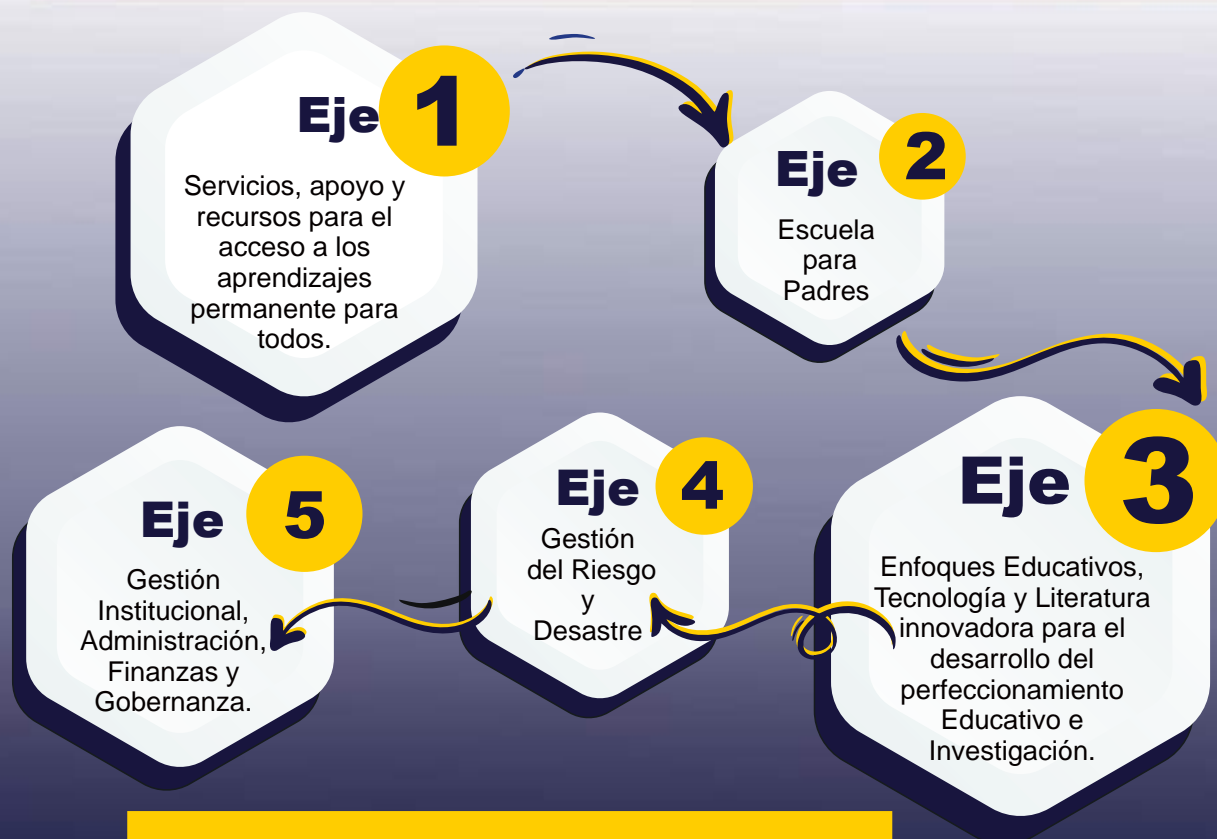 Eje 1
Servicios, apoyo y
recursos para el
acceso a los
aprendizajes
permanente para
todos.
Eje 2
Escuela
para
Padres
Eje 3
Enfoques Educativos,
Tecnología y Literatura
innovadora para el
desarrollo del
perfeccionamiento
Educativo e
Investigación.
Eje 4
Gestión
del Riesgo
y
Desastre
Eje 5
Gestión
Institucional,
Administración,
Finanzas y
Gobernanza.